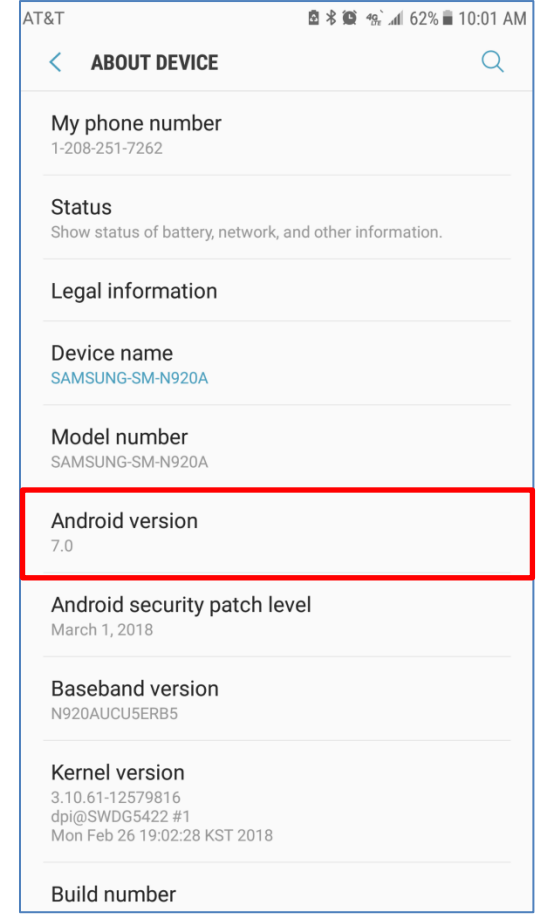 AT&T 62% 10:01 AM
ABOUT DEVICE
My phone number
1-208-251-7262
Status
Show status of battery, network, and other information.
Legal information
Device name
SAMSUNG-SM-N920A
Model number
SAMSUNG-SM-N920A
Android version
7.0
Android security patch level
March 1, 2018
Baseband version
N920AUCU5ERB5
Kernel version
3.10.61-12579816
dpi@SWDG5422 #1
Mon Feb 26 19:02:28 KST 2018
Build number